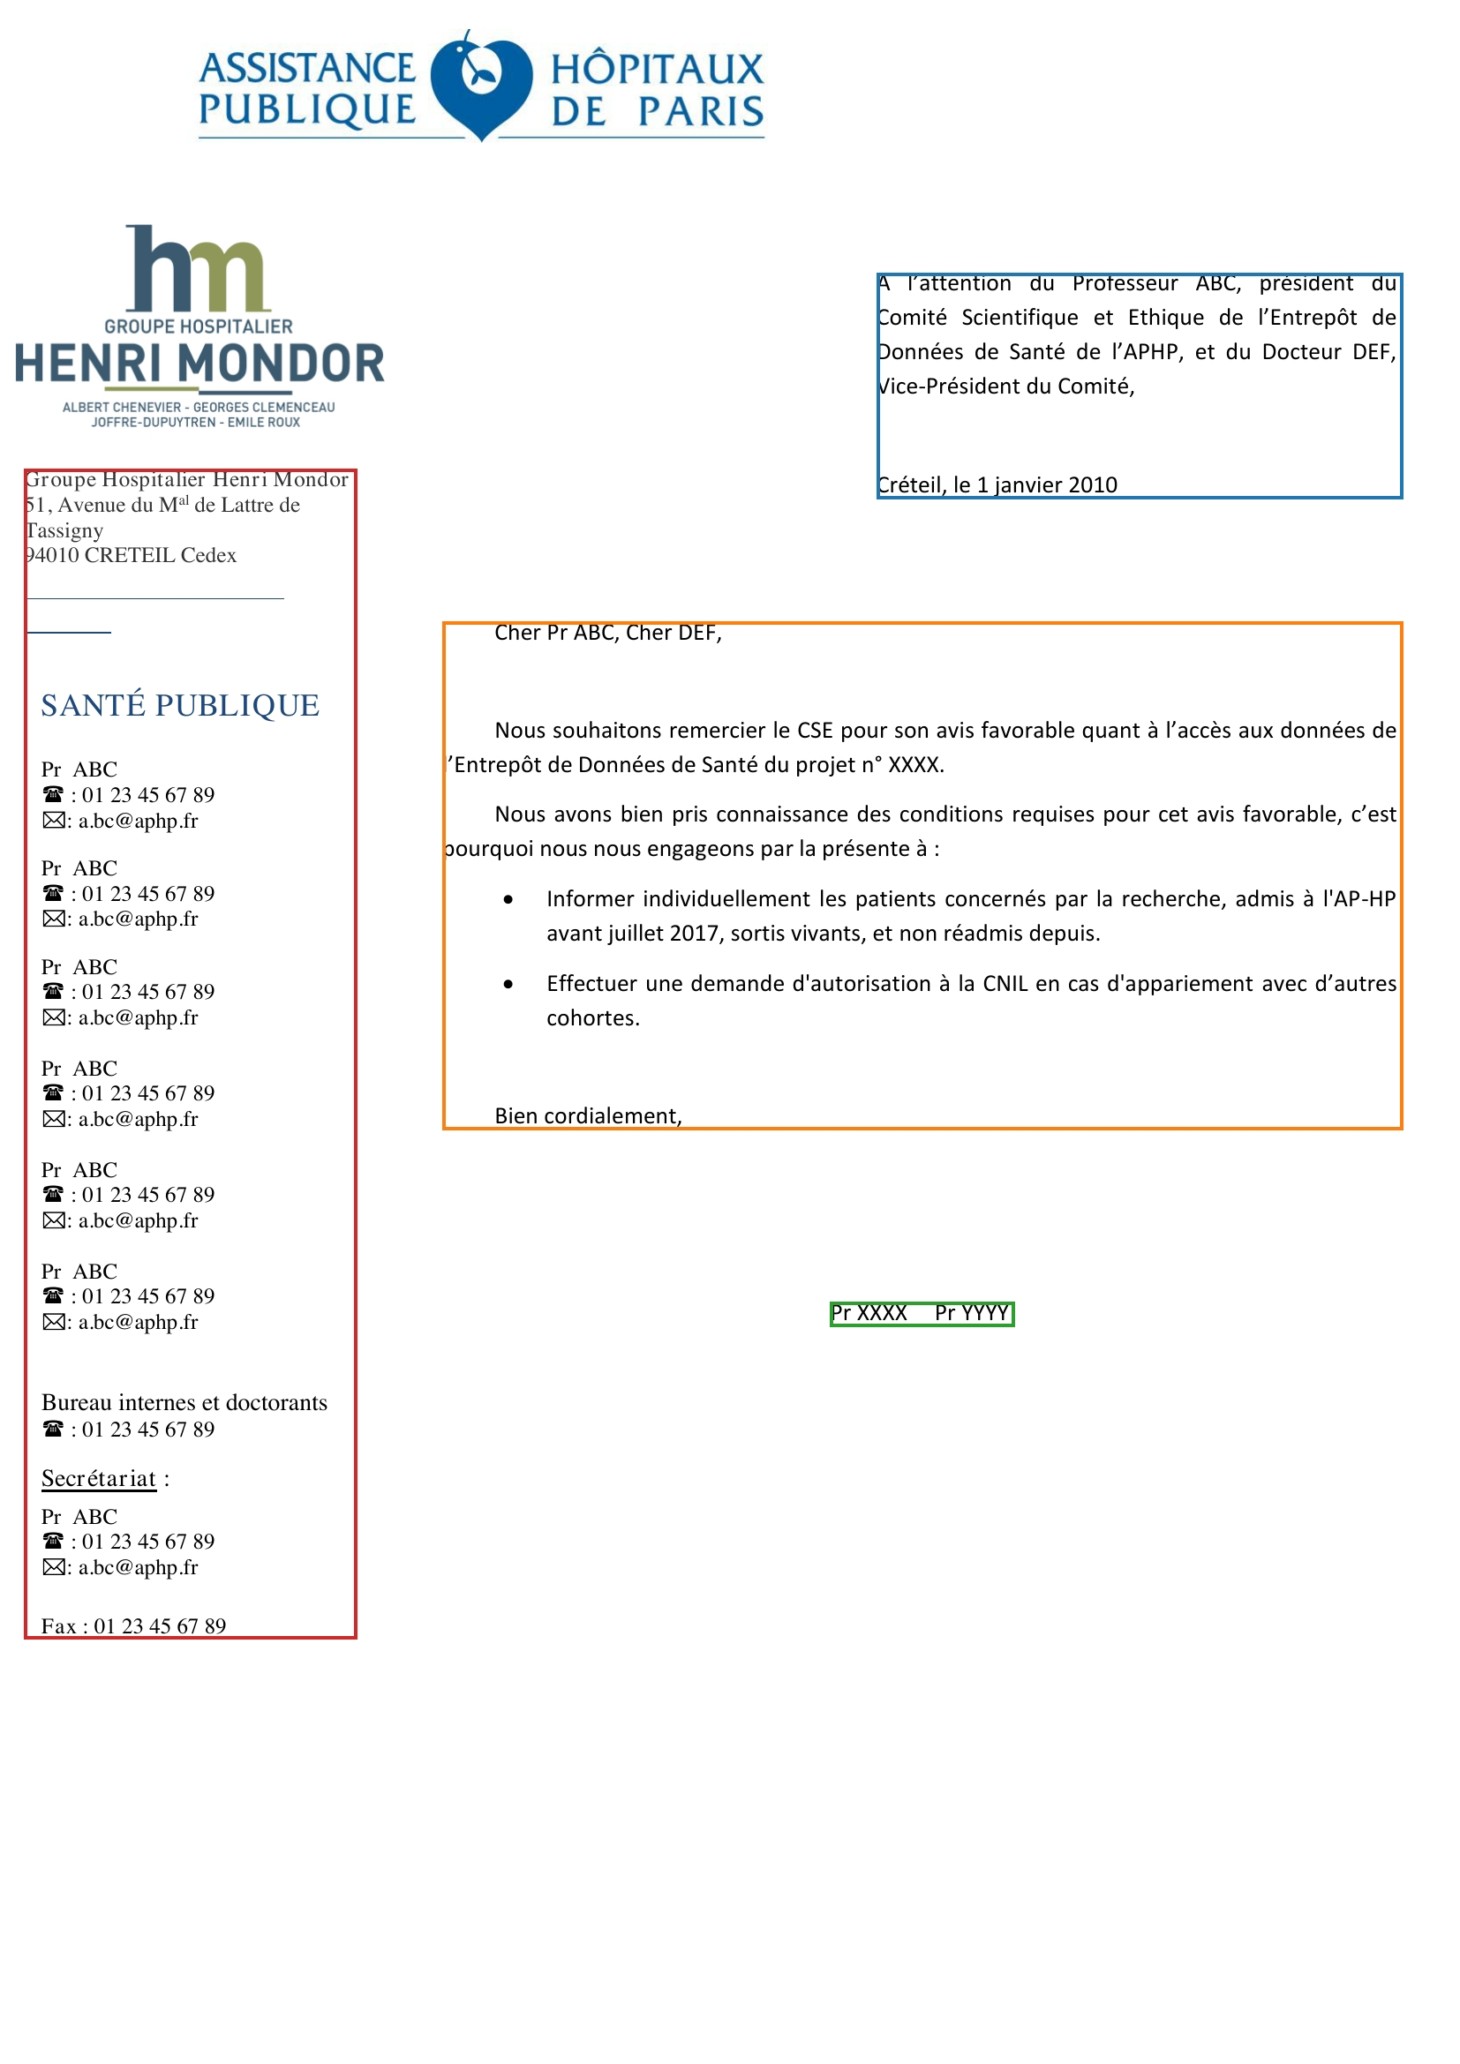 ASSISTANCE PUBLIQUE HÔPITAUX DE PARIS
hm
GROUPE HOSPITALIER
HENRI MONDOR
ALBERT CHENEVIER - GEORGES CLEMENCEAU
JOFFRE-DUPUYTREN - EMILE ROUX
A l’attention du Professeur ABC, président du
Comité Scientifique et Ethique de l’Entrepôt de
Données de Santé de l’APHP, et du Docteur DEF,
Vice-Président du Comité,
Créteil, le 1 janvier 2010
Groupe Hospitalier Henri Mondor
51, Avenue du Mal de Lattre de
Tassigny
94010 CRETEIL Cedex
SANTÉ PUBLIQUE
Pr ABC
☎ : 01 23 45 67 89
✉: a.bc@aphp.fr
Pr ABC
☎ : 01 23 45 67 89
✉: a.bc@aphp.fr
Pr ABC
☎ : 01 23 45 67 89
✉: a.bc@aphp.fr
Pr ABC
☎ : 01 23 45 67 89
✉: a.bc@aphp.fr
Pr ABC
☎ : 01 23 45 67 89
✉: a.bc@aphp.fr
Pr ABC
☎ : 01 23 45 67 89
✉: a.bc@aphp.fr
Bureau internes et doctorants
☎ : 01 23 45 67 89
Secrétariat :
Pr ABC
☎ : 01 23 45 67 89
✉: a.bc@aphp.fr
Fax : 01 23 45 67 89
Cher Pr ABC, Cher DEF,
Nous souhaitons remercier le CSE pour son avis favorable quant à l’accès aux données de
l’Entrepôt de Données de Santé du projet n° XXXX.
Nous avons bien pris connaissance des conditions requises pour cet avis favorable, c’est
pourquoi nous nous engageons par la présente à :
• Informer individuellement les patients concernés par la recherche, admis à l'AP-HP
avant juillet 2017, sortis vivants, et non réadmis depuis.
• Effectuer une demande d'autorisation à la CNIL en cas d'appariement avec d’autres
cohortes.
Bien cordialement,
Pr XXXX Pr YYYY